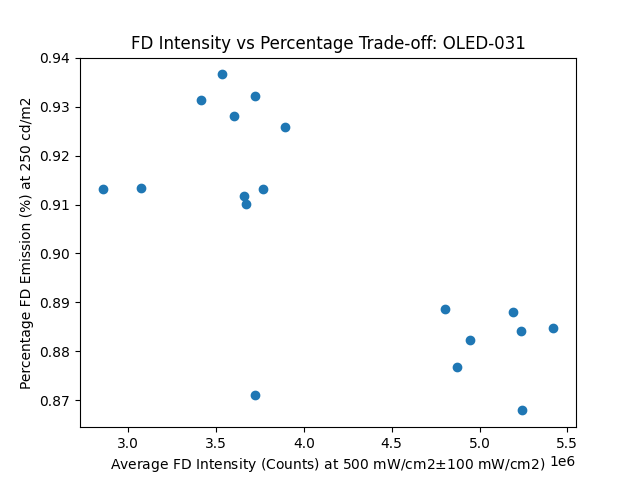 FD Intensity vs Percentage Trade-off: OLED-031
Percentage FD Emission (%) at 250 cd/m2
0.94
0.93
0.92
0.91
0.90
0.89
0.88
0.87
3.0 3.5 4.0 4.5 5.0 5.5
1e6
Average FD Intensity (Counts) at 500 mW/cm2±100 mW/cm2)